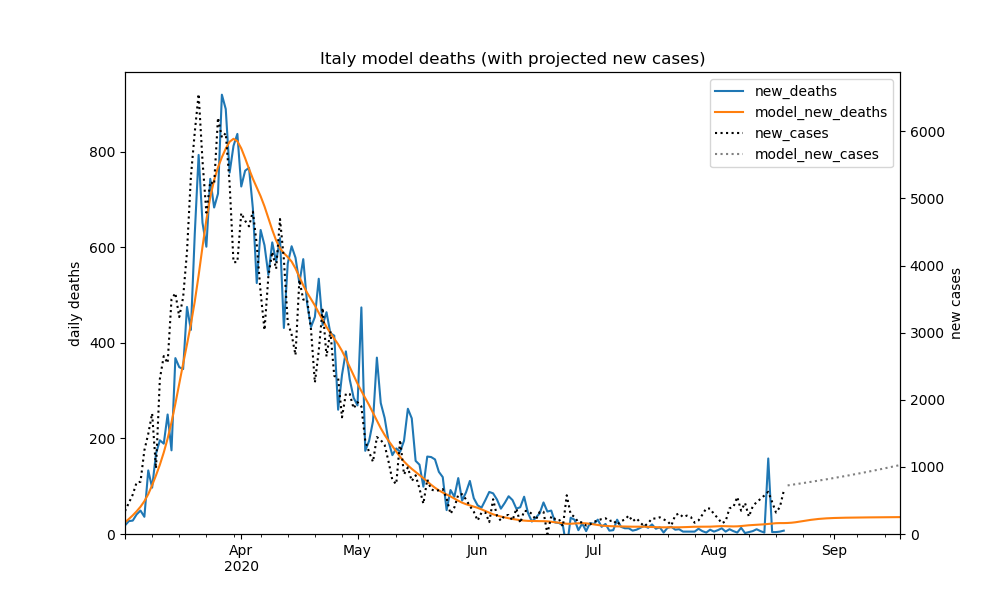 Italy model deaths (with projected new cases)
new_deaths
model_new_deaths
new_cases
model_new_cases
daily deaths
new cases
800
600
400
200
0
6000
5000
4000
3000
2000
1000
0
Apr
2020
May
Jun
Jul
Aug
Sep